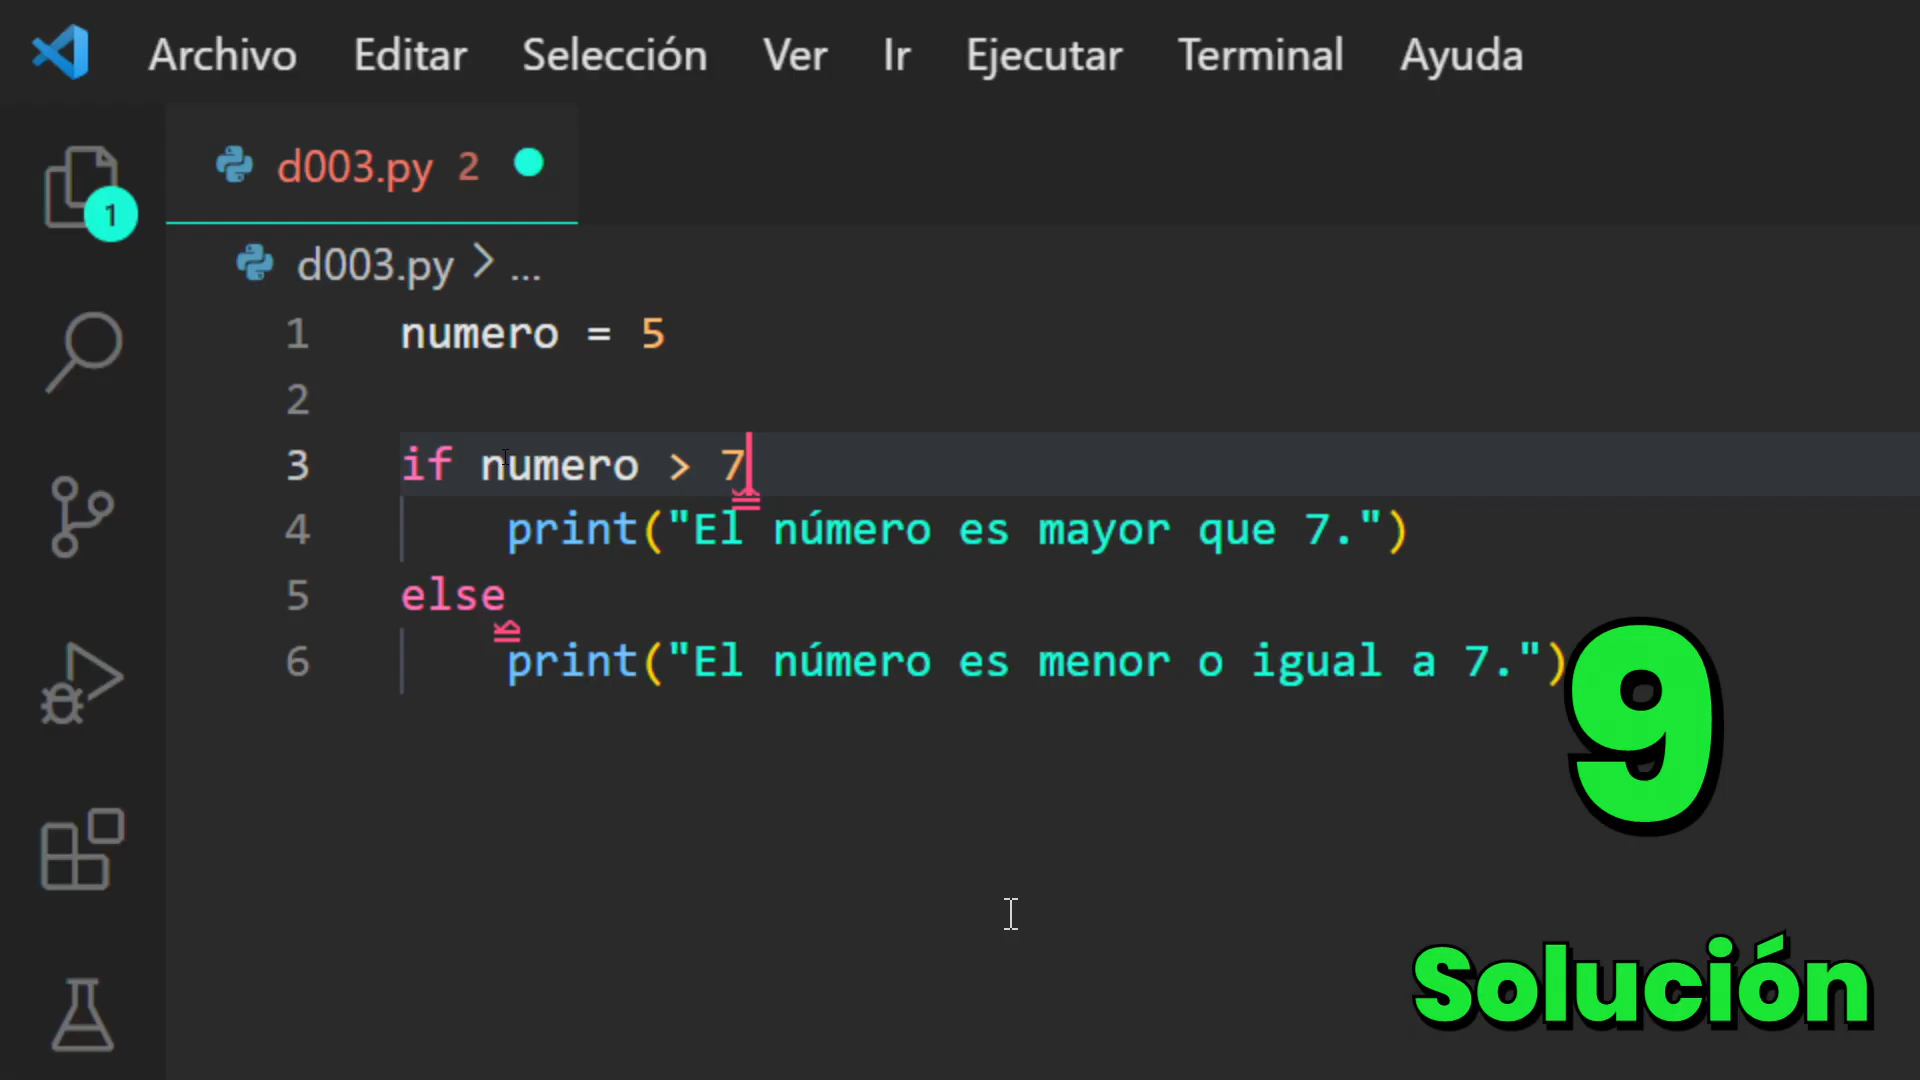 Archivo Editar Selección Ver Ir Ejecutar Terminal Ayuda
d003.py 2
1
d003.py > ...
1 numero = 5
2
3 if numero > 7
4 print("El número es mayor que 7.")
5 else
6 print("El número es menor o igual a 7.")
9
Solución